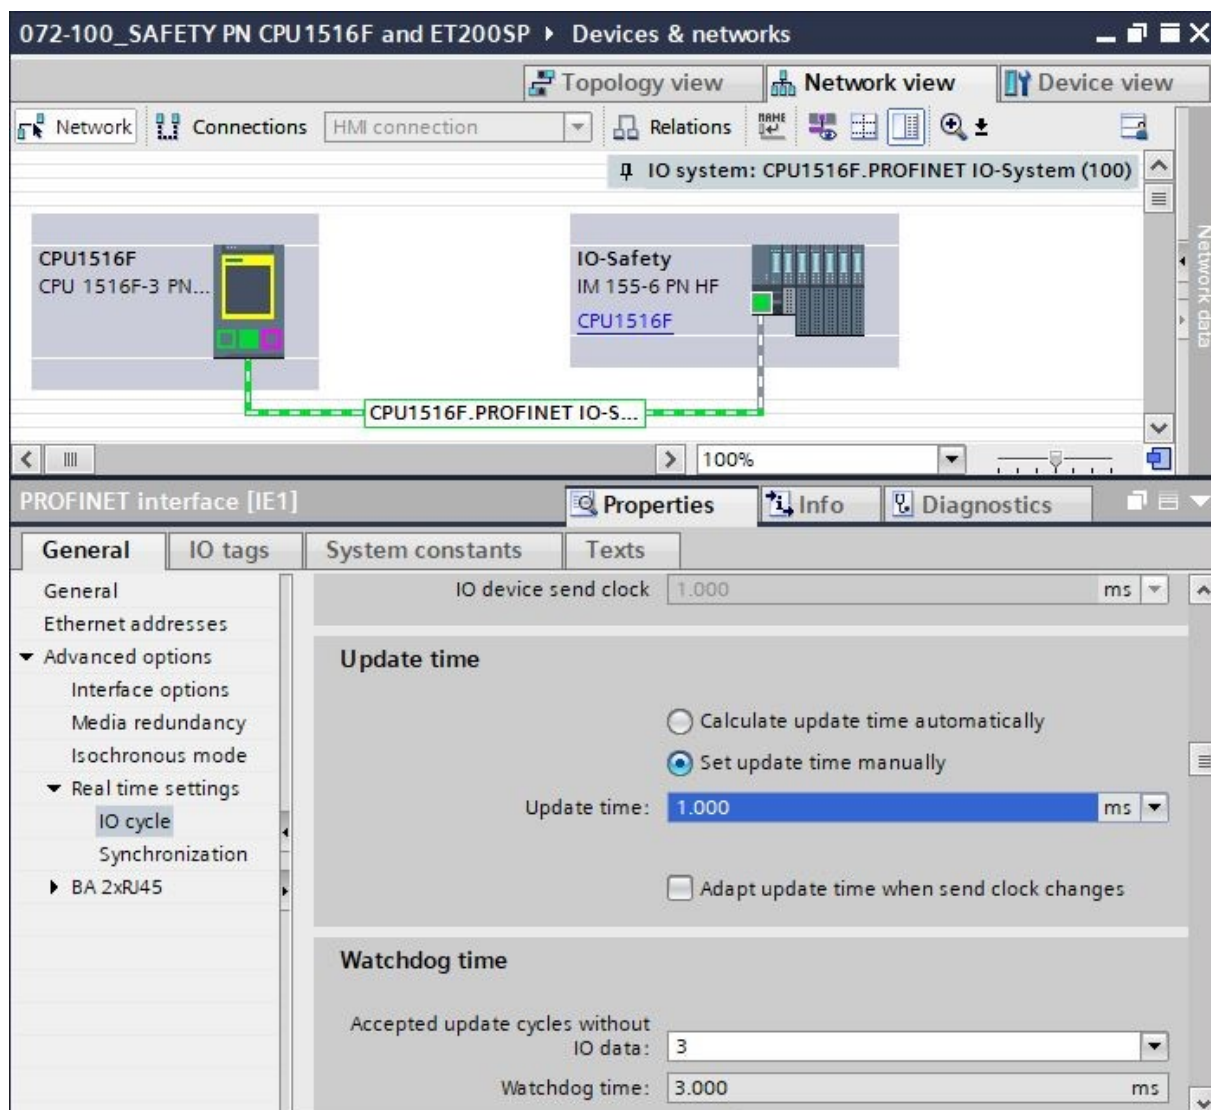 072-100_SAFETY PN CPU1516F and ET200SP ▸ Devices & networks
Topology view Network view Device view
Network Connections HMI connection Relations NAME
IO system: CPU1516F.PROFINET IO-System (100)
CPU1516F
CPU 1516F-3 PN...
IO-Safety
IM 155-6 PN HF
CPU1516F
CPU1516F.PROFINET IO-S...
100%
Network data
PROFINET interface [IE1] Properties Info Diagnostics
General IO tags System constants Texts
General
Ethernet addresses
Advanced options
Interface options
Media redundancy
Isochronous mode
Real time settings
IO cycle
Synchronization
BA 2xRJ45
IO device send clock 1.000 ms
Update time
Calculate update time automatically
Set update time manually
Update time: 1.000 ms
Adapt update time when send clock changes
Watchdog time
Accepted update cycles without
IO data: 3
Watchdog time: 3.000 ms